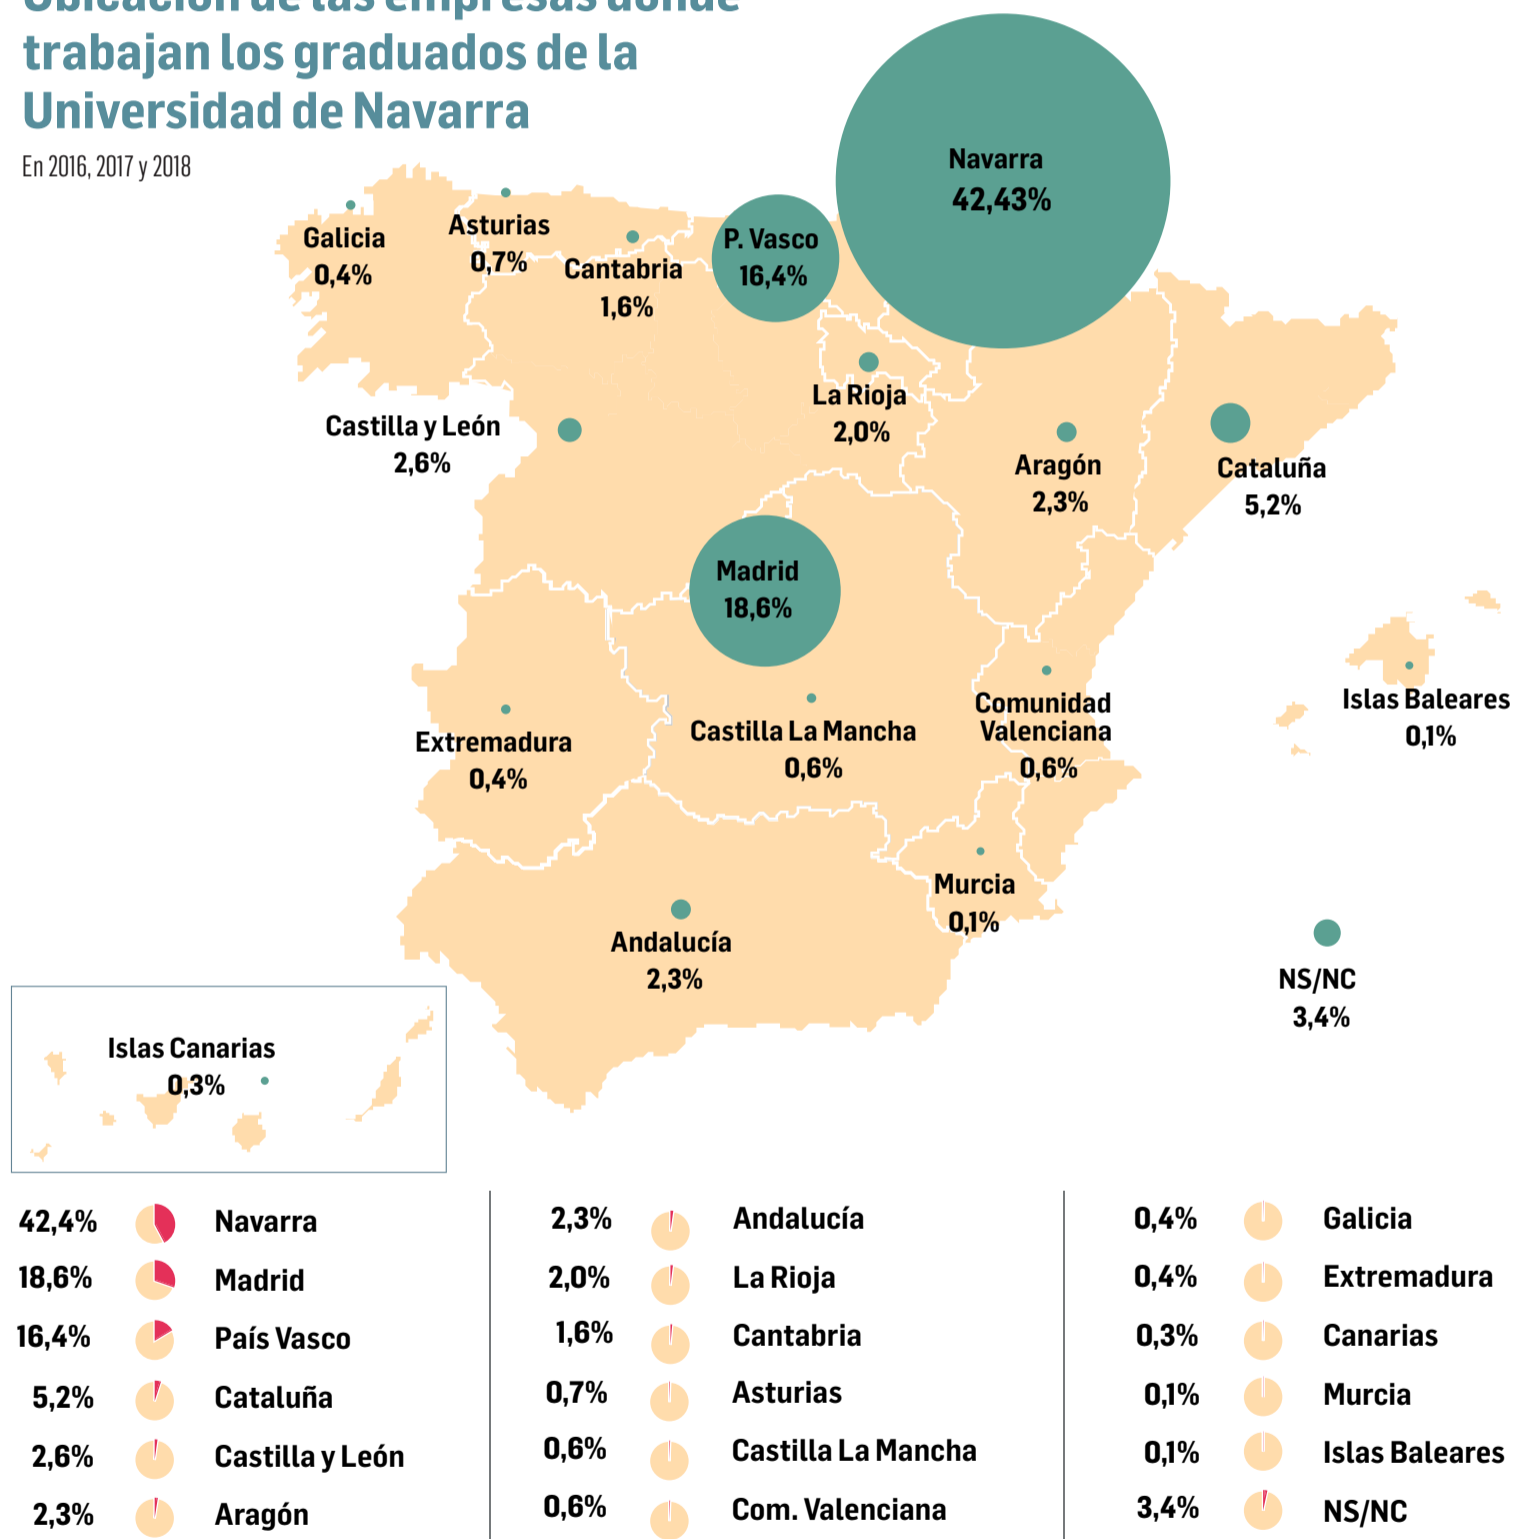 Ubicación de las empresas donde
trabajan los graduados de la
Universidad de Navarra
En 2016, 2017 y 2018
Navarra
42,43%
P. Vasco
16,4%
Asturias
0,7%
Galicia
0,4%
Cantabria
1,6%
La Rioja
2,0%
Castilla y León
2,6%
Aragón
2,3%
Cataluña
5,2%
Madrid
18,6%
Extremadura
0,4%
Castilla La Mancha
0,6%
Comunidad
Valenciana
0,6%
Islas Baleares
0,1%
Murcia
0,1%
Andalucía
2,3%
NS/NC
3,4%
Islas Canarias
0,3%
42,4% Navarra
18,6% Madrid
16,4% País Vasco
5,2% Cataluña
2,6% Castilla y León
2,3% Aragón
2,3% Andalucía
2,0% La Rioja
1,6% Cantabria
0,7% Asturias
0,6% Castilla La Mancha
0,6% Com. Valenciana
0,4% Galicia
0,4% Extremadura
0,3% Canarias
0,1% Murcia
0,1% Islas Baleares
3,4% NS/NC